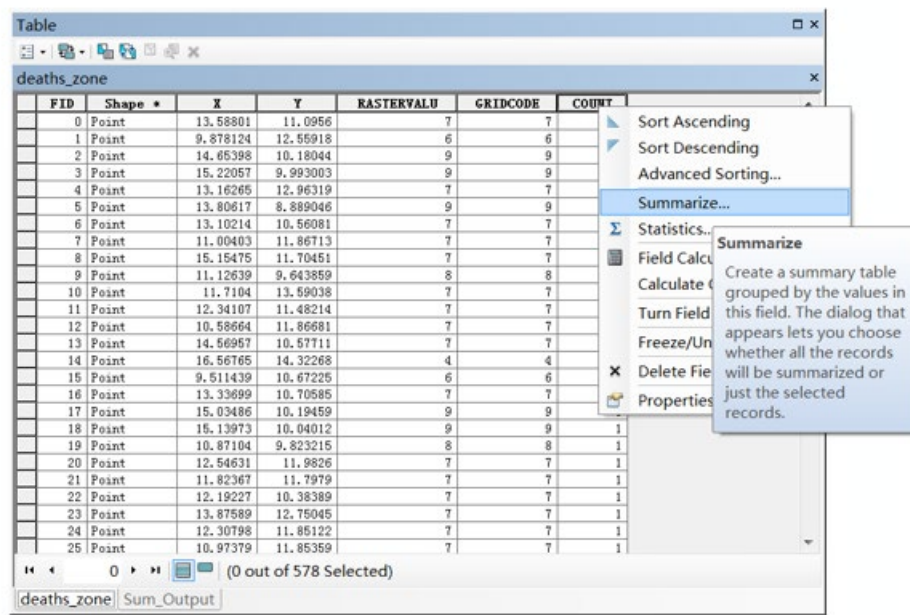 Table
deaths_zone
FID Shape * X Y RASTERVALU GRIDCODE COUNT
0 Point 13.58801 11.0956 7 7
1 Point 9.878124 12.55918 6 6
2 Point 14.65398 10.18044 9 9
3 Point 15.22057 9.993003 9 9
4 Point 13.16265 12.96319 7 7
5 Point 13.80617 8.889046 9 9
6 Point 13.10214 10.56081 7 7
7 Point 11.00403 11.86713 7 7
8 Point 15.15475 11.70451 7 7
9 Point 11.12639 9.643859 8 8
10 Point 11.7104 13.59038 7 7
11 Point 12.34107 11.48214 7 7
12 Point 10.58664 11.86681 7 7
13 Point 14.56957 10.57711 7 7
14 Point 16.56765 14.32268 4 4
15 Point 9.511439 10.67225 6 6
16 Point 13.33699 10.70585 7 7
17 Point 15.03486 10.19459 9 9
18 Point 15.13973 10.04012 9 9 1
19 Point 10.87104 9.823215 8 8 1
20 Point 12.54631 11.9826 7 7 1
21 Point 11.82367 11.7979 7 7 1
22 Point 12.19227 10.38389 7 7 1
23 Point 13.87589 12.75045 7 7 1
24 Point 12.30798 11.85122 7 7 1
25 Point 10.97379 11.85359 7 7 1
Sort Ascending
Sort Descending
Advanced Sorting...
Summarize...
Σ Statistics...
Field Calcu
Calculate
Turn Field
Freeze/Un
Delete Fie
Properties
Summarize
Create a summary table
grouped by the values in
this field. The dialog that
appears lets you choose
whether all the records
will be summarized or
just the selected
records.
0 (0 out of 578 Selected)
deaths_zone Sum_Output